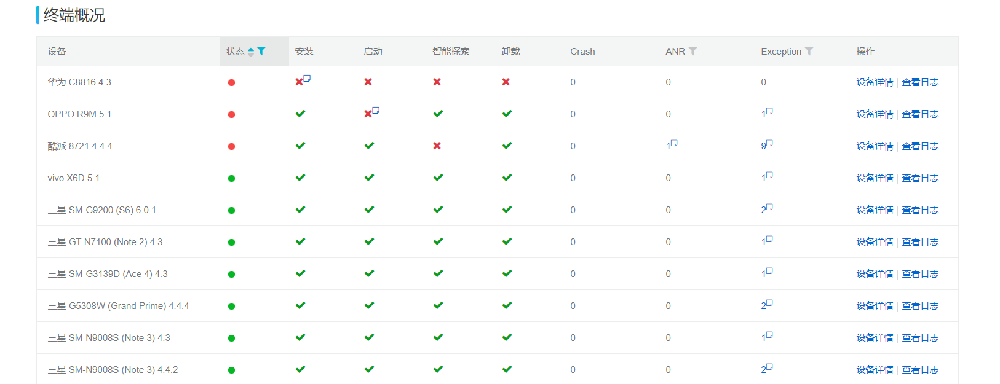 终端概况
设备 状态 安装 启动 智能探索 卸载 Crash ANR Exception 操作
华为 C8816 4.3 0 0 0 设备详情 查看日志
OPPO R9M 5.1 0 0 1 设备详情 查看日志
酷派 8721 4.4.4 0 1 9 设备详情 查看日志
vivo X6D 5.1 0 0 1 设备详情 查看日志
三星 SM-G9200 (S6) 6.0.1 0 0 2 设备详情 查看日志
三星 GT-N7100 (Note 2) 4.3 0 0 1 设备详情 查看日志
三星 SM-G3139D (Ace 4) 4.3 0 0 1 设备详情 查看日志
三星 G5308W (Grand Prime) 4.4.4 0 0 2 设备详情 查看日志
三星 SM-N9008S (Note 3) 4.3 0 0 1 设备详情 查看日志
三星 SM-N9008S (Note 3) 4.4.2 0 0 2 设备详情 查看日志